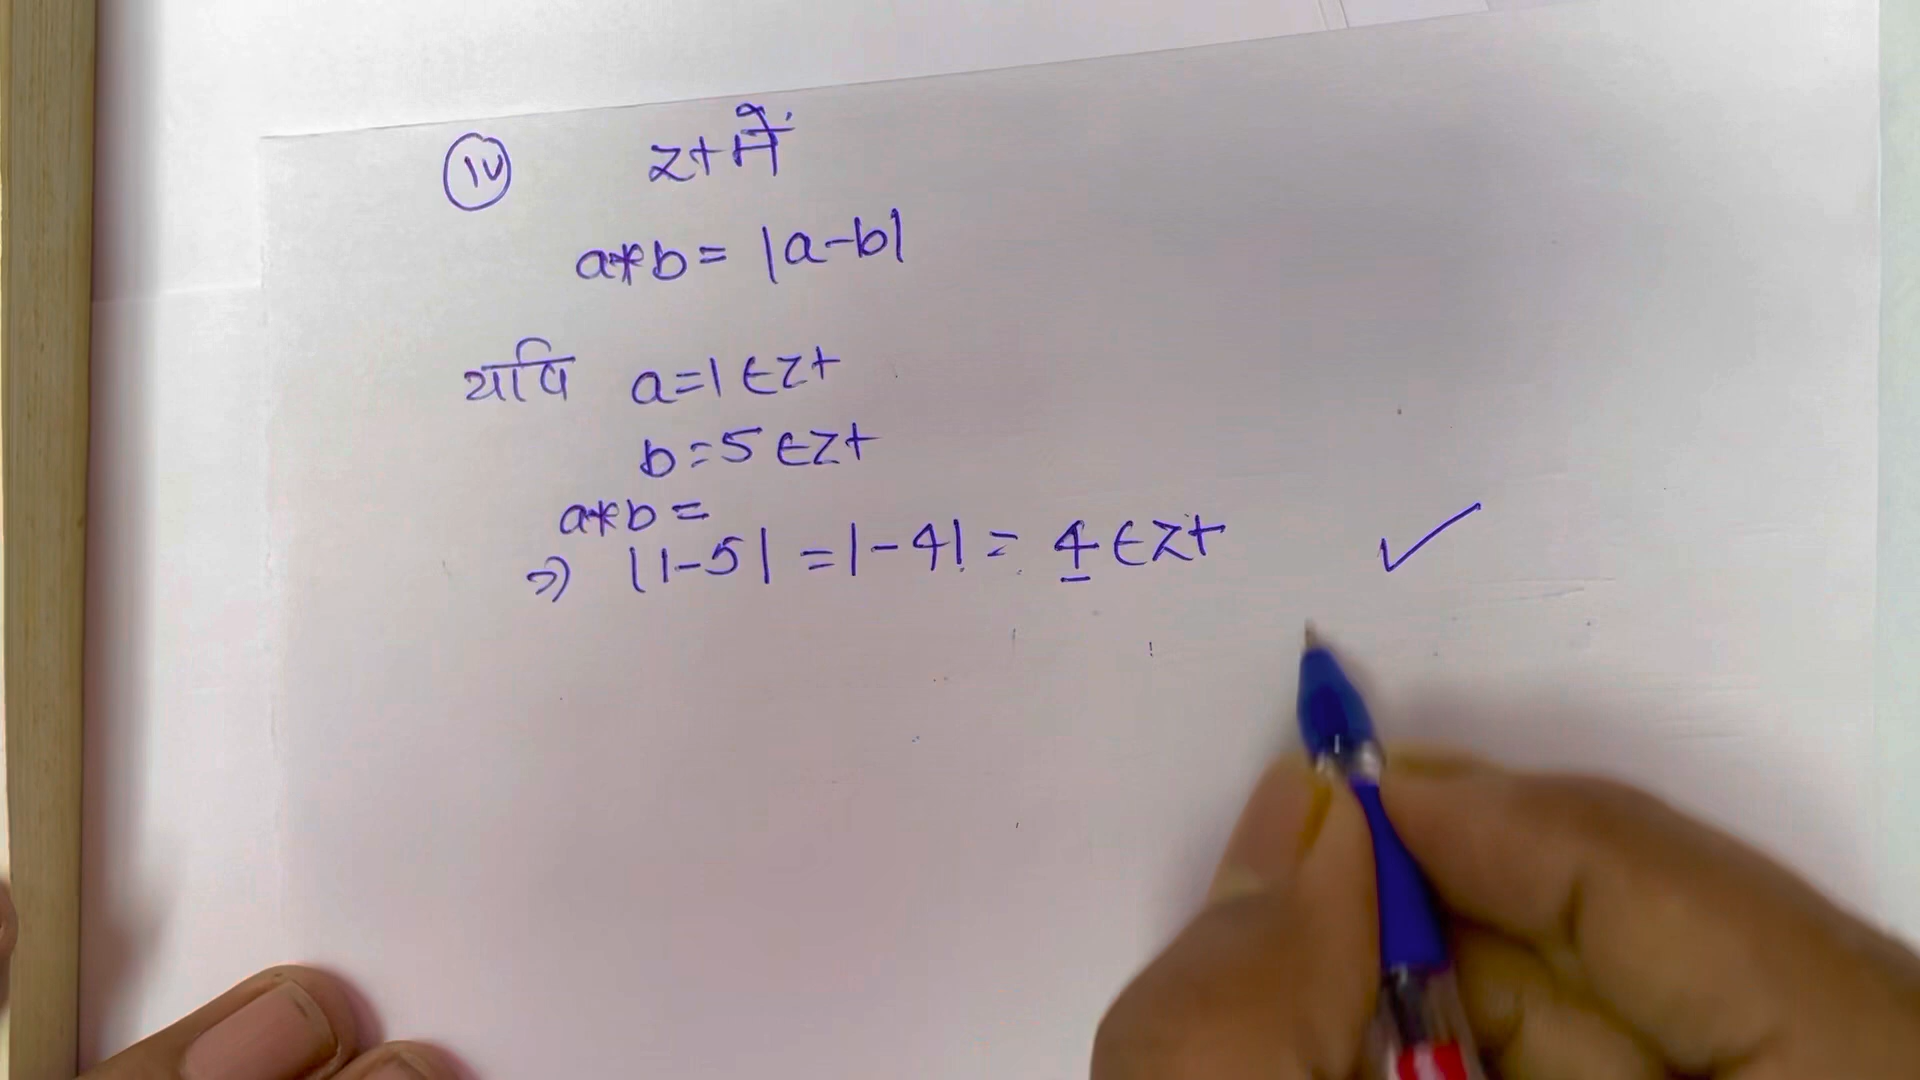 (iv) z+ में
a*b = |a-b|
यदि a=1 ∈z+
b=5 ∈z+
a*b =
⇒ |1-5| = |-4| = 4 ∈z+ ✓